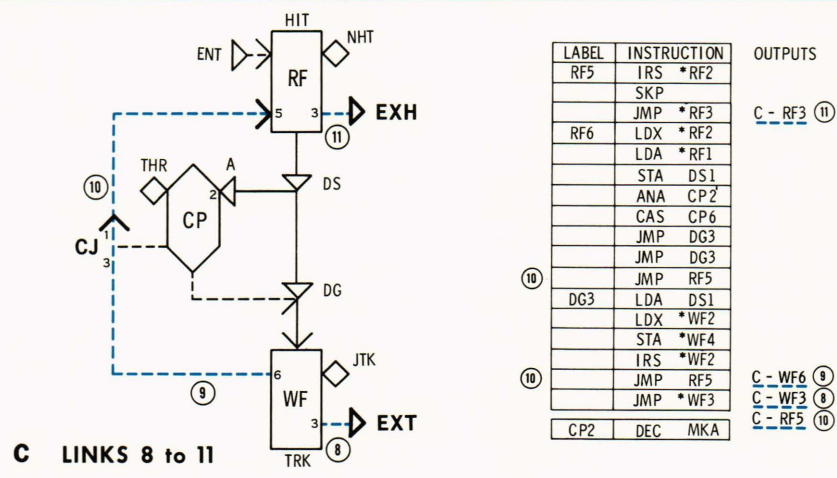 HIT
ENT
NHT
RF
5
3
EXH
11
THR
A
DS
10
2
CP
CJ
1
3
DG
JTK
6
WF
9
3
EXT
8
TRK
C LINKS 8 to 11
LABEL INSTRUCTION OUTPUTS
RF5 IRS *RF2
SKP
JMP *RF3 C - RF3 11
RF6 LDX *RF2
LDA *RF1
STA DS1
ANA CP2
CAS CP6
JMP DG3
JMP DG3
10 JMP RF5
DG3 LDA DS1
LDX *WF2
STA *WF4
IRS *WF2
10 JMP RF5 C - WF6 9
JMP *WF3 C - WF3 8
C - RF5 10
CP2 DEC MKA